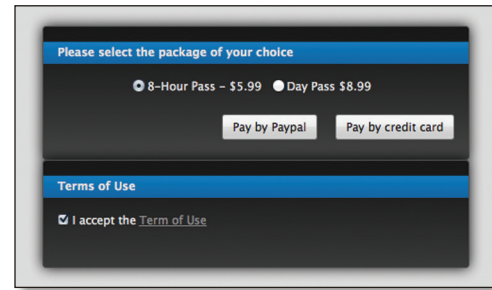 Please select the package of your choice
8-Hour Pass – $5.99 Day Pass $8.99
Pay by Paypal Pay by credit card
Terms of Use
I accept the Term of Use